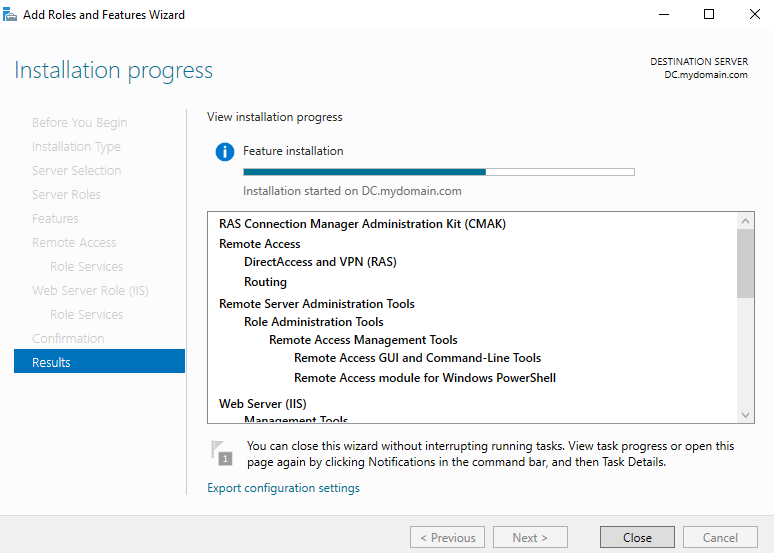 Add Roles and Features Wizard
Installation progress
DESTINATION SERVER
DC.mydomain.com
Before You Begin
Installation Type
Server Selection
Server Roles
Features
Remote Access
Role Services
Web Server Role (IIS)
Role Services
Confirmation
Results
View installation progress
Feature installation
Installation started on DC.mydomain.com
RAS Connection Manager Administration Kit (CMAK)
Remote Access
DirectAccess and VPN (RAS)
Routing
Remote Server Administration Tools
Role Administration Tools
Remote Access Management Tools
Remote Access GUI and Command-Line Tools
Remote Access module for Windows PowerShell
Web Server (IIS)
Management Tools
1
You can close this wizard without interrupting running tasks. View task progress or open this
page again by clicking Notifications in the command bar, and then Task Details.
Export configuration settings
< Previous
Next >
Close
Cancel